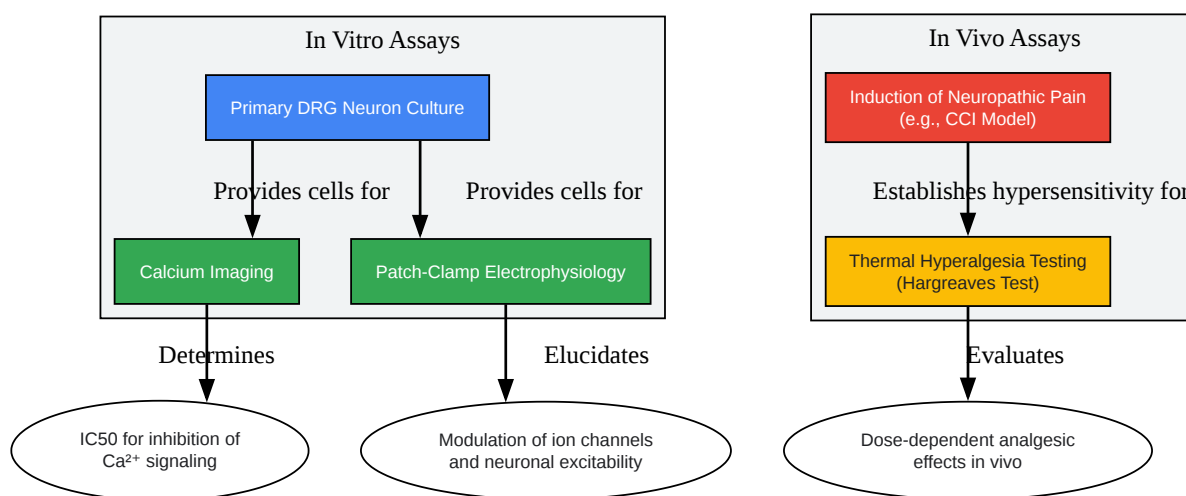 In Vitro Assays
Primary DRG Neuron Culture
Provides cells for
Provides cells for
Calcium Imaging
Patch-Clamp Electrophysiology
Determines
Elucidates
IC50 for inhibition of
Ca²⁺ signaling
Modulation of ion channels
and neuronal excitability
In Vivo Assays
Induction of Neuropathic Pain
(e.g., CCI Model)
Establishes hypersensitivity for
Thermal Hyperalgesia Testing
(Hargreaves Test)
Evaluates
Dose-dependent analgesic
effects in vivo